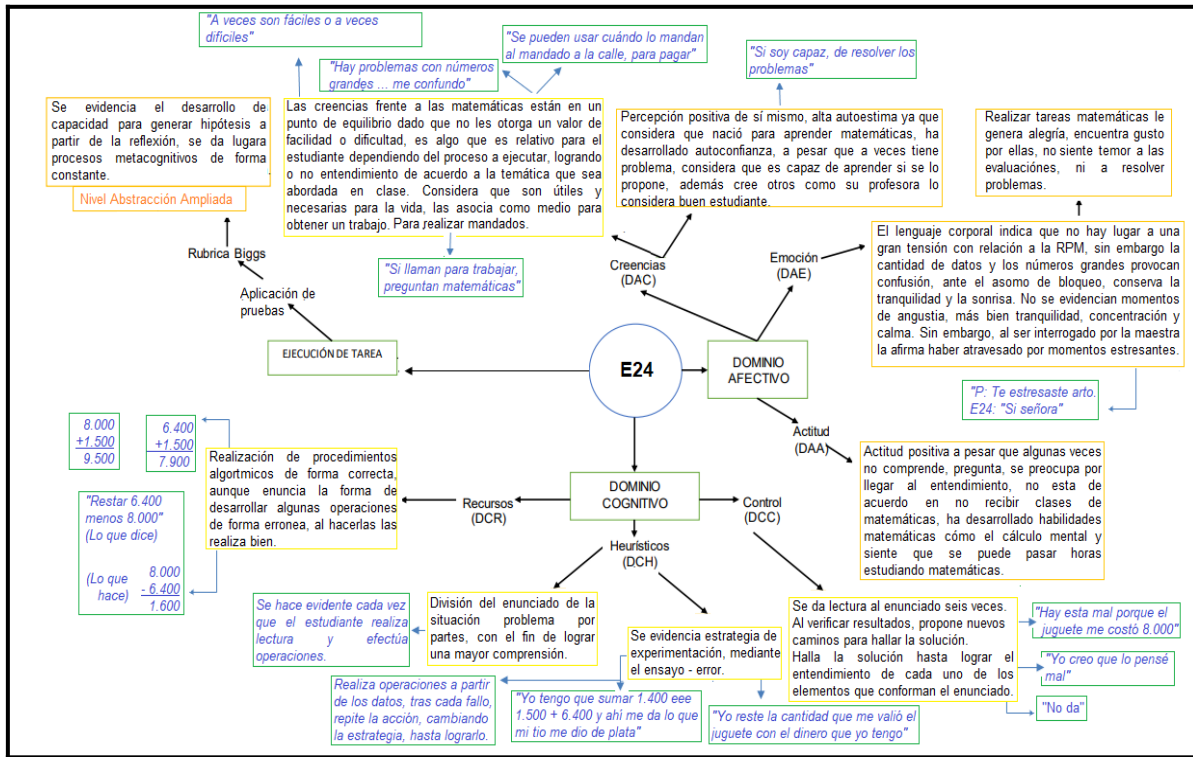 "A veces son fáciles o a veces
difíciles"
"Se pueden usar cuándo lo mandan
al mandado a la calle, para pagar"
"Hay problemas con números
grandes ... me confundo"
"Si soy capaz, de resolver los
problemas"
Se evidencia el desarrollo de
capacidad para generar hipótesis a
partir de la reflexión, se da lugara
procesos metacognitivos de forma
constante.
Nivel Abstracción Ampliada
Las creencias frente a las matemáticas están en un
punto de equilibrio dado que no les otorga un valor de
facilidad o dificultad, es algo que es relativo para el
estudiante dependiendo del proceso a ejecutar, logrando
o no entendimiento de acuerdo a la temática que sea
abordada en clase. Considera que son útiles y
necesarias para la vida, las asocia como medio para
obtener un trabajo. Para realizar mandados.
Percepción positiva de sí mismo, alta autoestima ya que
considera que nació para aprender matemáticas, ha
desarrollado autoconfianza, a pesar que a veces tiene
problema, considera que es capaz de aprender si se lo
propone, además cree otros como su profesora lo
considera buen estudiante.
Realizar tareas matemáticas le
genera alegría, encuentra gusto
por ellas, no siente temor a las
evaluaciónes, ni a resolver
problemas.
Rubrica Biggs
"Si llaman para trabajar,
preguntan matemáticas"
Creencias
(DAC)
Emoción
(DAE)
El lenguaje corporal indica que no hay lugar a una
gran tensión con relación a la RPM, sin embargo la
cantidad de datos y los números grandes provocan
confusión, ante el asomo de bloqueo, conserva la
tranquilidad y la sonrisa. No se evidencian momentos
de angustia, más bien tranquilidad, concentración y
calma. Sin embargo, al ser interrogado por la maestra
la afirma haber atravesado por momentos estresantes.
Aplicación de
pruebas
EJECUCIÓN DE TAREA
E24
DOMINIO
AFECTIVO
"P: Te estresaste arto.
E24: "Si señora"
Actitud
(DAA)
Actitud positiva a pesar que algunas veces
no comprende, pregunta, se preocupa por
llegar al entendimiento, no esta de
acuerdo en no recibir clases de
matemáticas, ha desarrollado habilidades
matemáticas cómo el cálculo mental y
siente que se puede pasar horas
estudiando matemáticas.
8.000
+1.500
9.500
6.400
+1.500
7.900
Realización de procedimientos
algortmicos de forma correcta,
aunque enuncia la forma de
desarrollar algunas operaciones
de forma erronea, al hacerlas las
realiza bien.
Recursos
(DCR)
DOMINIO
COGNITIVO
Control
(DCC)
"Restar 6.400
menos 8.000"
(Lo que dice)
(Lo que
hace)
8.000
- 6.400
1.600
Heurísticos
(DCH)
Se hace evidente cada vez
que el estudiante realiza
lectura y efectúa
operaciones.
División del enunciado de la
situación problema por
partes, con el fin de lograr
una mayor comprensión.
Se evidencia estrategia de
experimentación, mediante
el ensayo - error.
Se da lectura al enunciado seis veces.
Al verificar resultados, propone nuevos
caminos para hallar la solución.
Halla la solución hasta lograr el
entendimiento de cada uno de los
elementos que conforman el enunciado.
"Hay esta mal porque el
juguete me costó 8.000"
"Yo creo que lo pensé
mal"
"No da"
Realiza operaciones a partir
de los datos, tras cada fallo,
repite la acción, cambiando
la estrategia, hasta lograrlo.
"Yo tengo que sumar 1.400 eee
1.500 + 6.400 y ahí me da lo que
mi tio me dio de plata"
"Yo reste la cantidad que me valió el
juguete con el dinero que yo tengo"